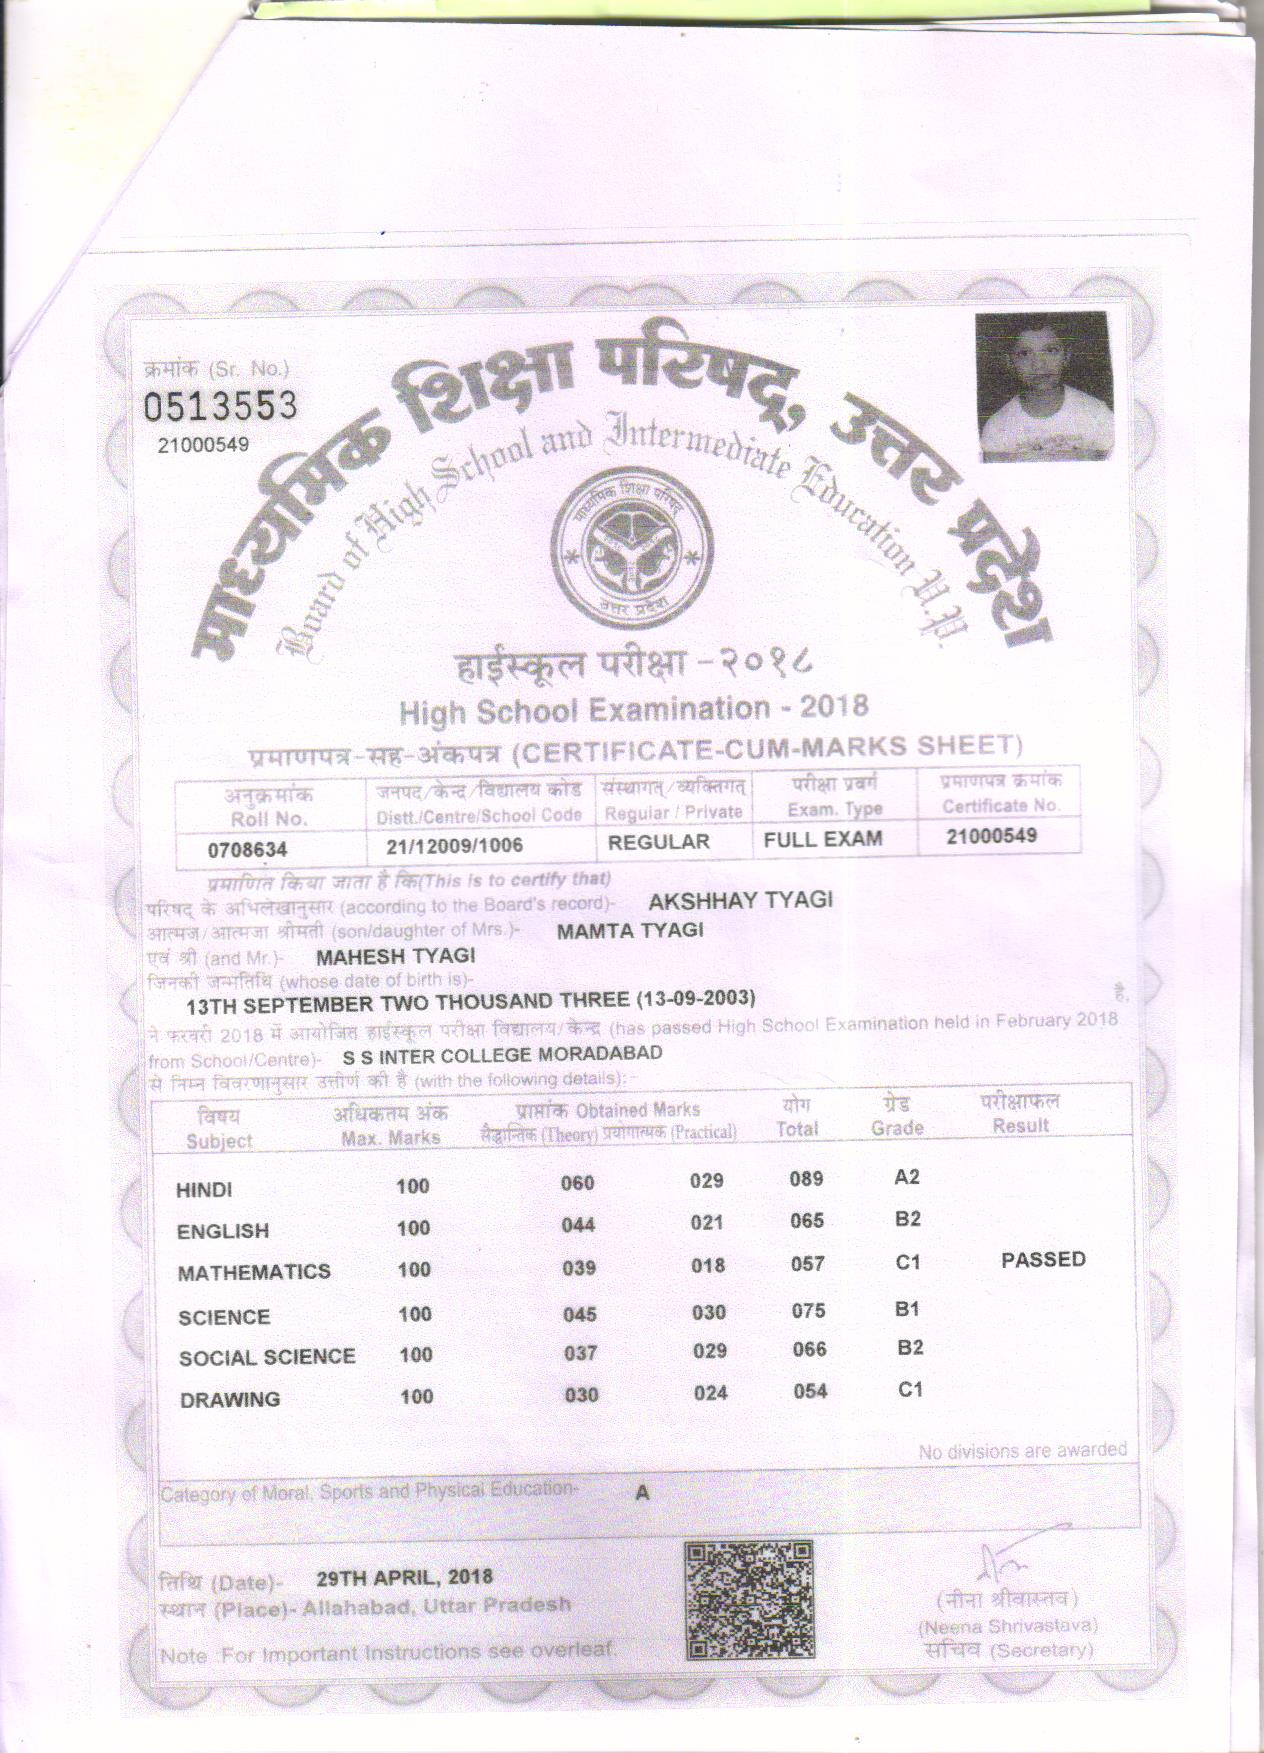 क्रमांक (Sr. No.)
0513553
21000549
माध्यमिक शिक्षा परिषद्, उत्तर प्रदेश
Board of High School and Intermediate Education U.P.
माध्यमिक शिक्षा परिषद्
उत्तर प्रदेश
हाईस्कूल परीक्षा -२०१८
High School Examination - 2018
प्रमाणपत्र-सह-अंकपत्र (CERTIFICATE-CUM-MARKS SHEET)
अनुक्रमांक जनपद/केन्द्र/विद्यालय कोड संस्थागत्/व्यक्तिगत् परीक्षा प्रवर्ग प्रमाणपत्र क्रमांक
Roll No. Distt./Centre/School Code Regular / Private Exam. Type Certificate No.
0708634 21/12009/1006 REGULAR FULL EXAM 21000549
प्रमाणित किया जाता है कि(This is to certify that)
परिषद् के अभिलेखानुसार (according to the Board's record)- AKSHHAY TYAGI
आत्मज/आत्मजा श्रीमती (son/daughter of Mrs.)- MAMTA TYAGI
एवं श्री (and Mr.)- MAHESH TYAGI
जिनकी जन्मतिथि (whose date of birth is)-
13TH SEPTEMBER TWO THOUSAND THREE (13-09-2003) है,
ने फरवरी 2018 में आयोजित हाईस्कूल परीक्षा विद्यालय/केन्द्र (has passed High School Examination held in February 2018
from School/Centre)- S S INTER COLLEGE MORADABAD
से निम्न विवरणानुसार उत्तीर्ण की है (with the following details):-
विषय अधिकतम अंक प्राप्तांक Obtained Marks योग ग्रेड परीक्षाफल
Subject Max. Marks सैद्धान्तिक (Theory) प्रयोगात्मक (Practical) Total Grade Result
HINDI 100 060 029 089 A2
ENGLISH 100 044 021 065 B2
MATHEMATICS 100 039 018 057 C1 PASSED
SCIENCE 100 045 030 075 B1
SOCIAL SCIENCE 100 037 029 066 B2
DRAWING 100 030 024 054 C1
No divisions are awarded
Category of Moral, Sports and Physical Education- A
तिथि (Date)- 29TH APRIL, 2018
स्थान (Place)- Allahabad, Uttar Pradesh
(नीना श्रीवास्तव)
(Neena Shrivastava)
सचिव (Secretary)
Note :For Important Instructions see overleaf.